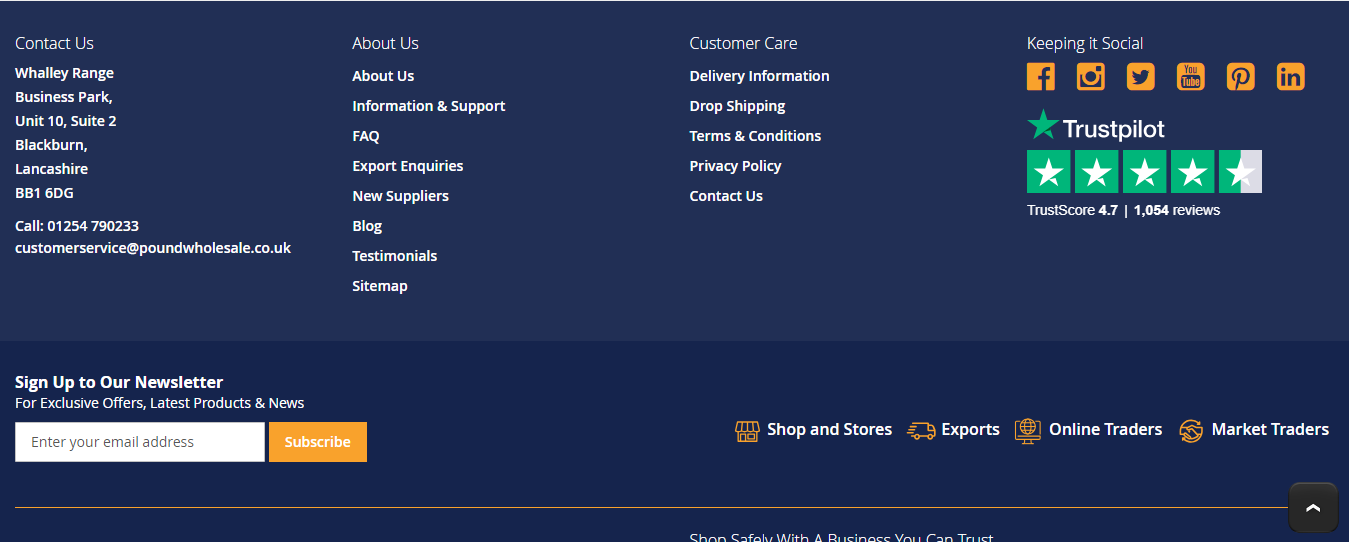 Contact Us
Whalley Range
Business Park,
Unit 10, Suite 2
Blackburn,
Lancashire
BB1 6DG
Call: 01254 790233
customerservice@poundwholesale.co.uk
About Us
About Us
Information & Support
FAQ
Export Enquiries
New Suppliers
Blog
Testimonials
Sitemap
Customer Care
Delivery Information
Drop Shipping
Terms & Conditions
Privacy Policy
Contact Us
Keeping it Social
You
Tube
Trustpilot
TrustScore 4.7 | 1,054 reviews
Sign Up to Our Newsletter
For Exclusive Offers, Latest Products & News
Enter your email address
Subscribe
Shop and Stores
Exports
Online Traders
Market Traders
Shop Safely With A Business You Can Trust